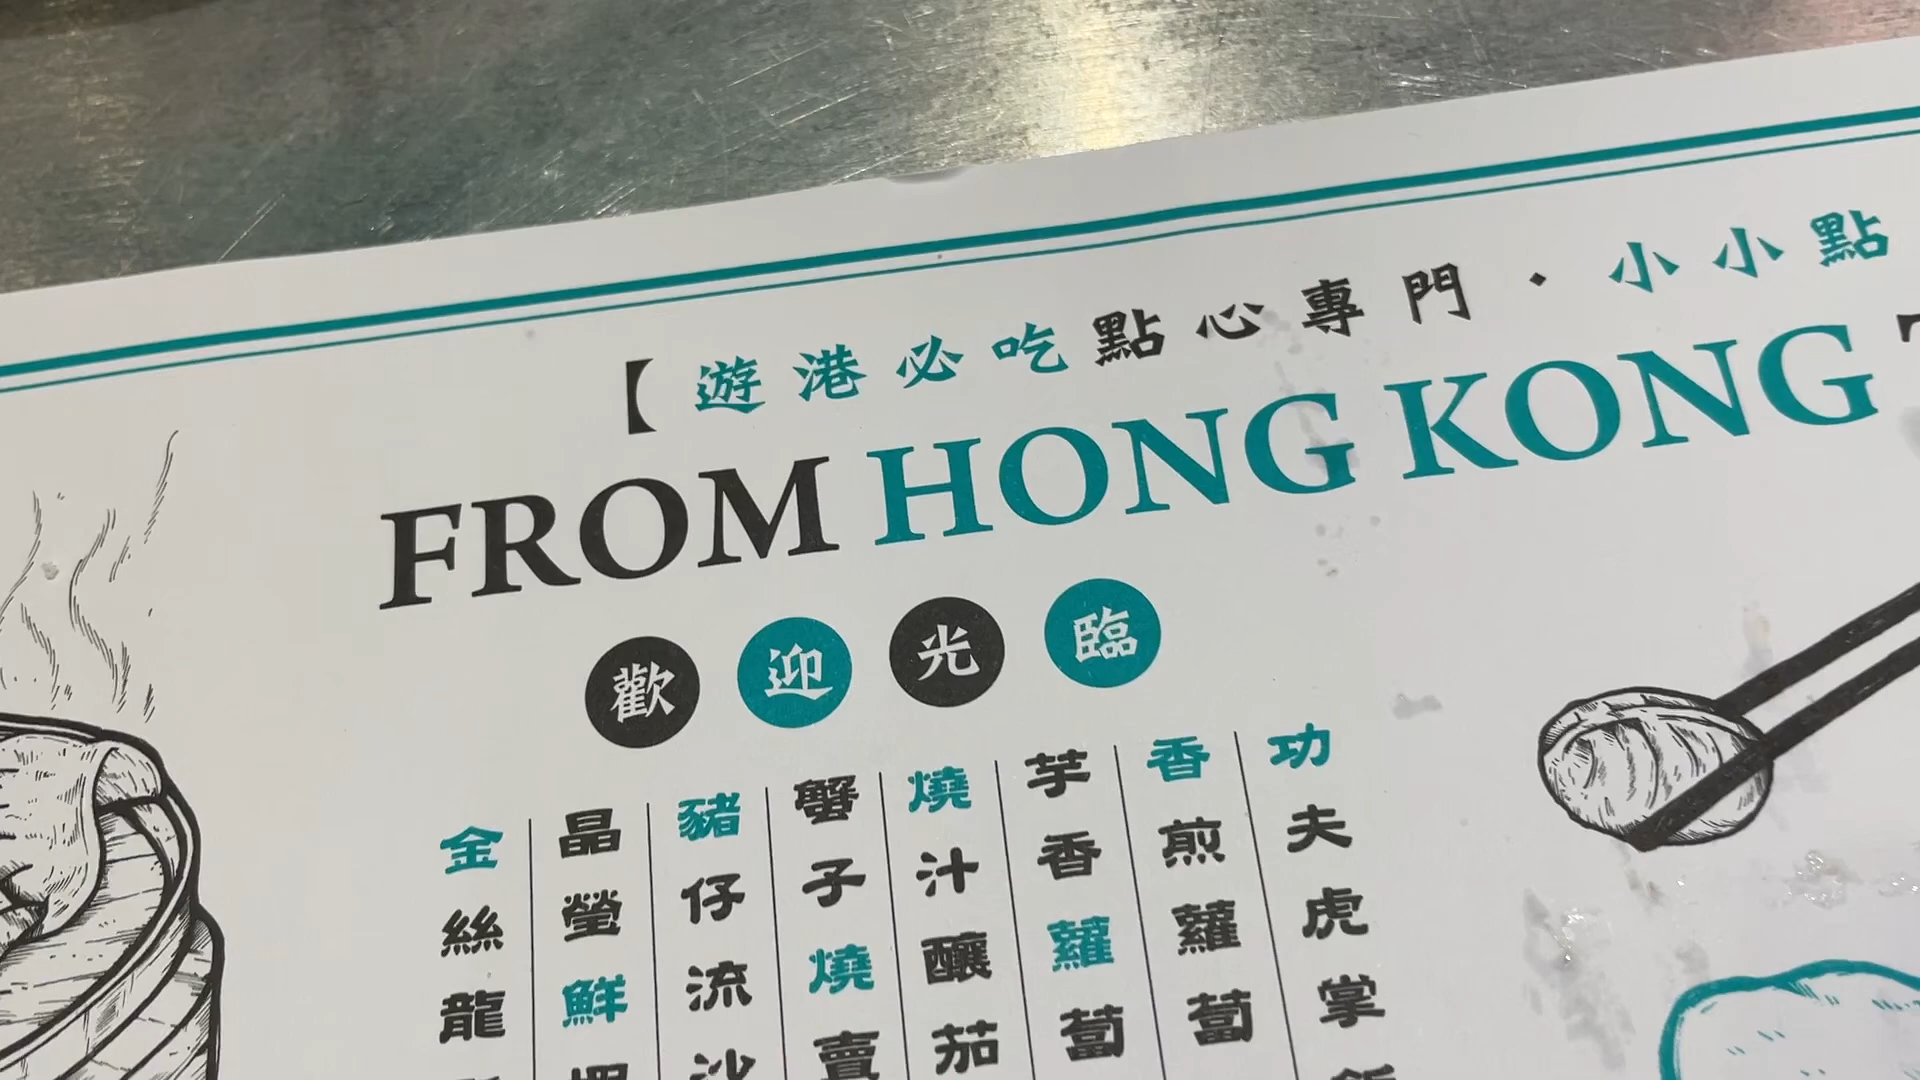 【遊港必吃點心專門·小小點
FROM HONG KONG
歡迎光臨
功夫虎掌
香煎蘿蔔
芋香蘿蔔
燒汁釀茄
蟹子燒賣
豬仔流沙
晶瑩鮮
金絲龍